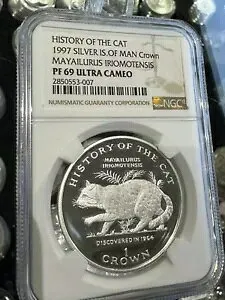 HISTORY OF THE CAT
1997 SILVER IS.OF MAN Crown
MAYAILURUS IRIOMOTENSIS
PF 69 ULTRA CAMEO
2850553-007
NUMISMATIC GUARANTY CORPORATION
NGC
HISTORY OF THE CAT
MAYAILURUS
IRIOMOTENSIS
DISCOVERED IN 1964
CROWN